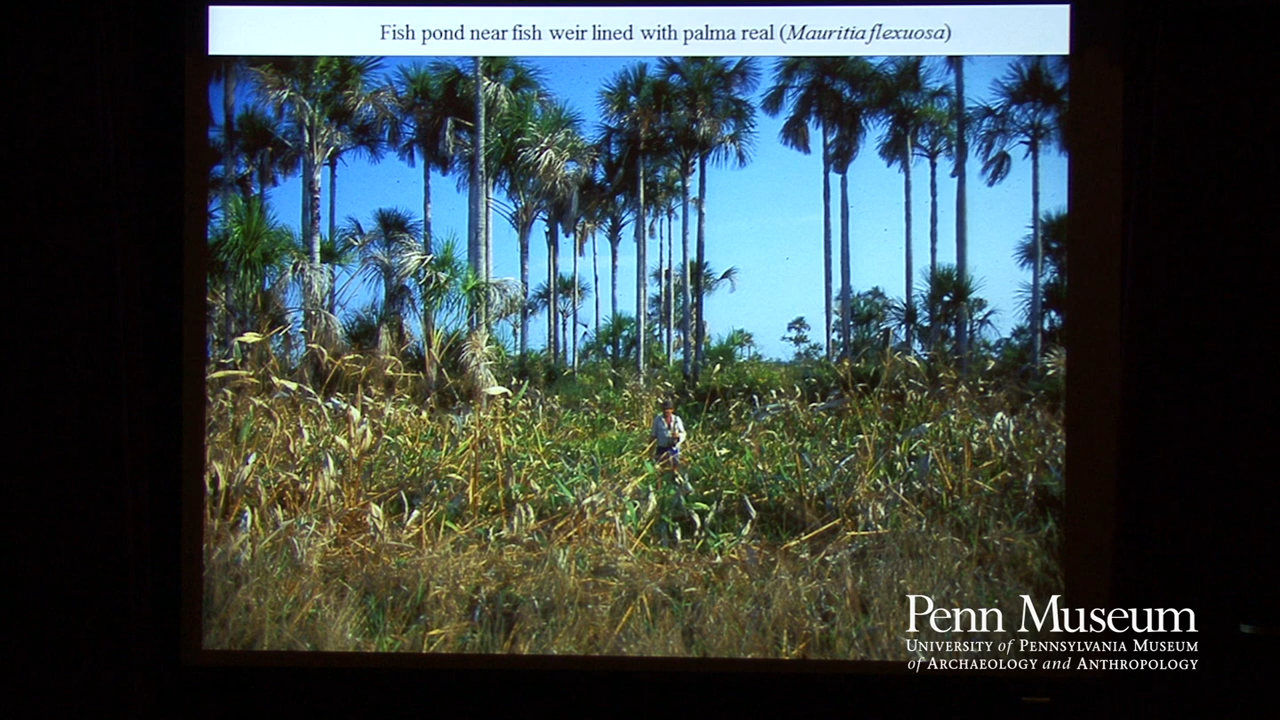 Fish pond near fish weir lined with palma real (Mauritia flexuosa)
Penn Museum
University of Pennsylvania Museum
of Archaeology and Anthropology